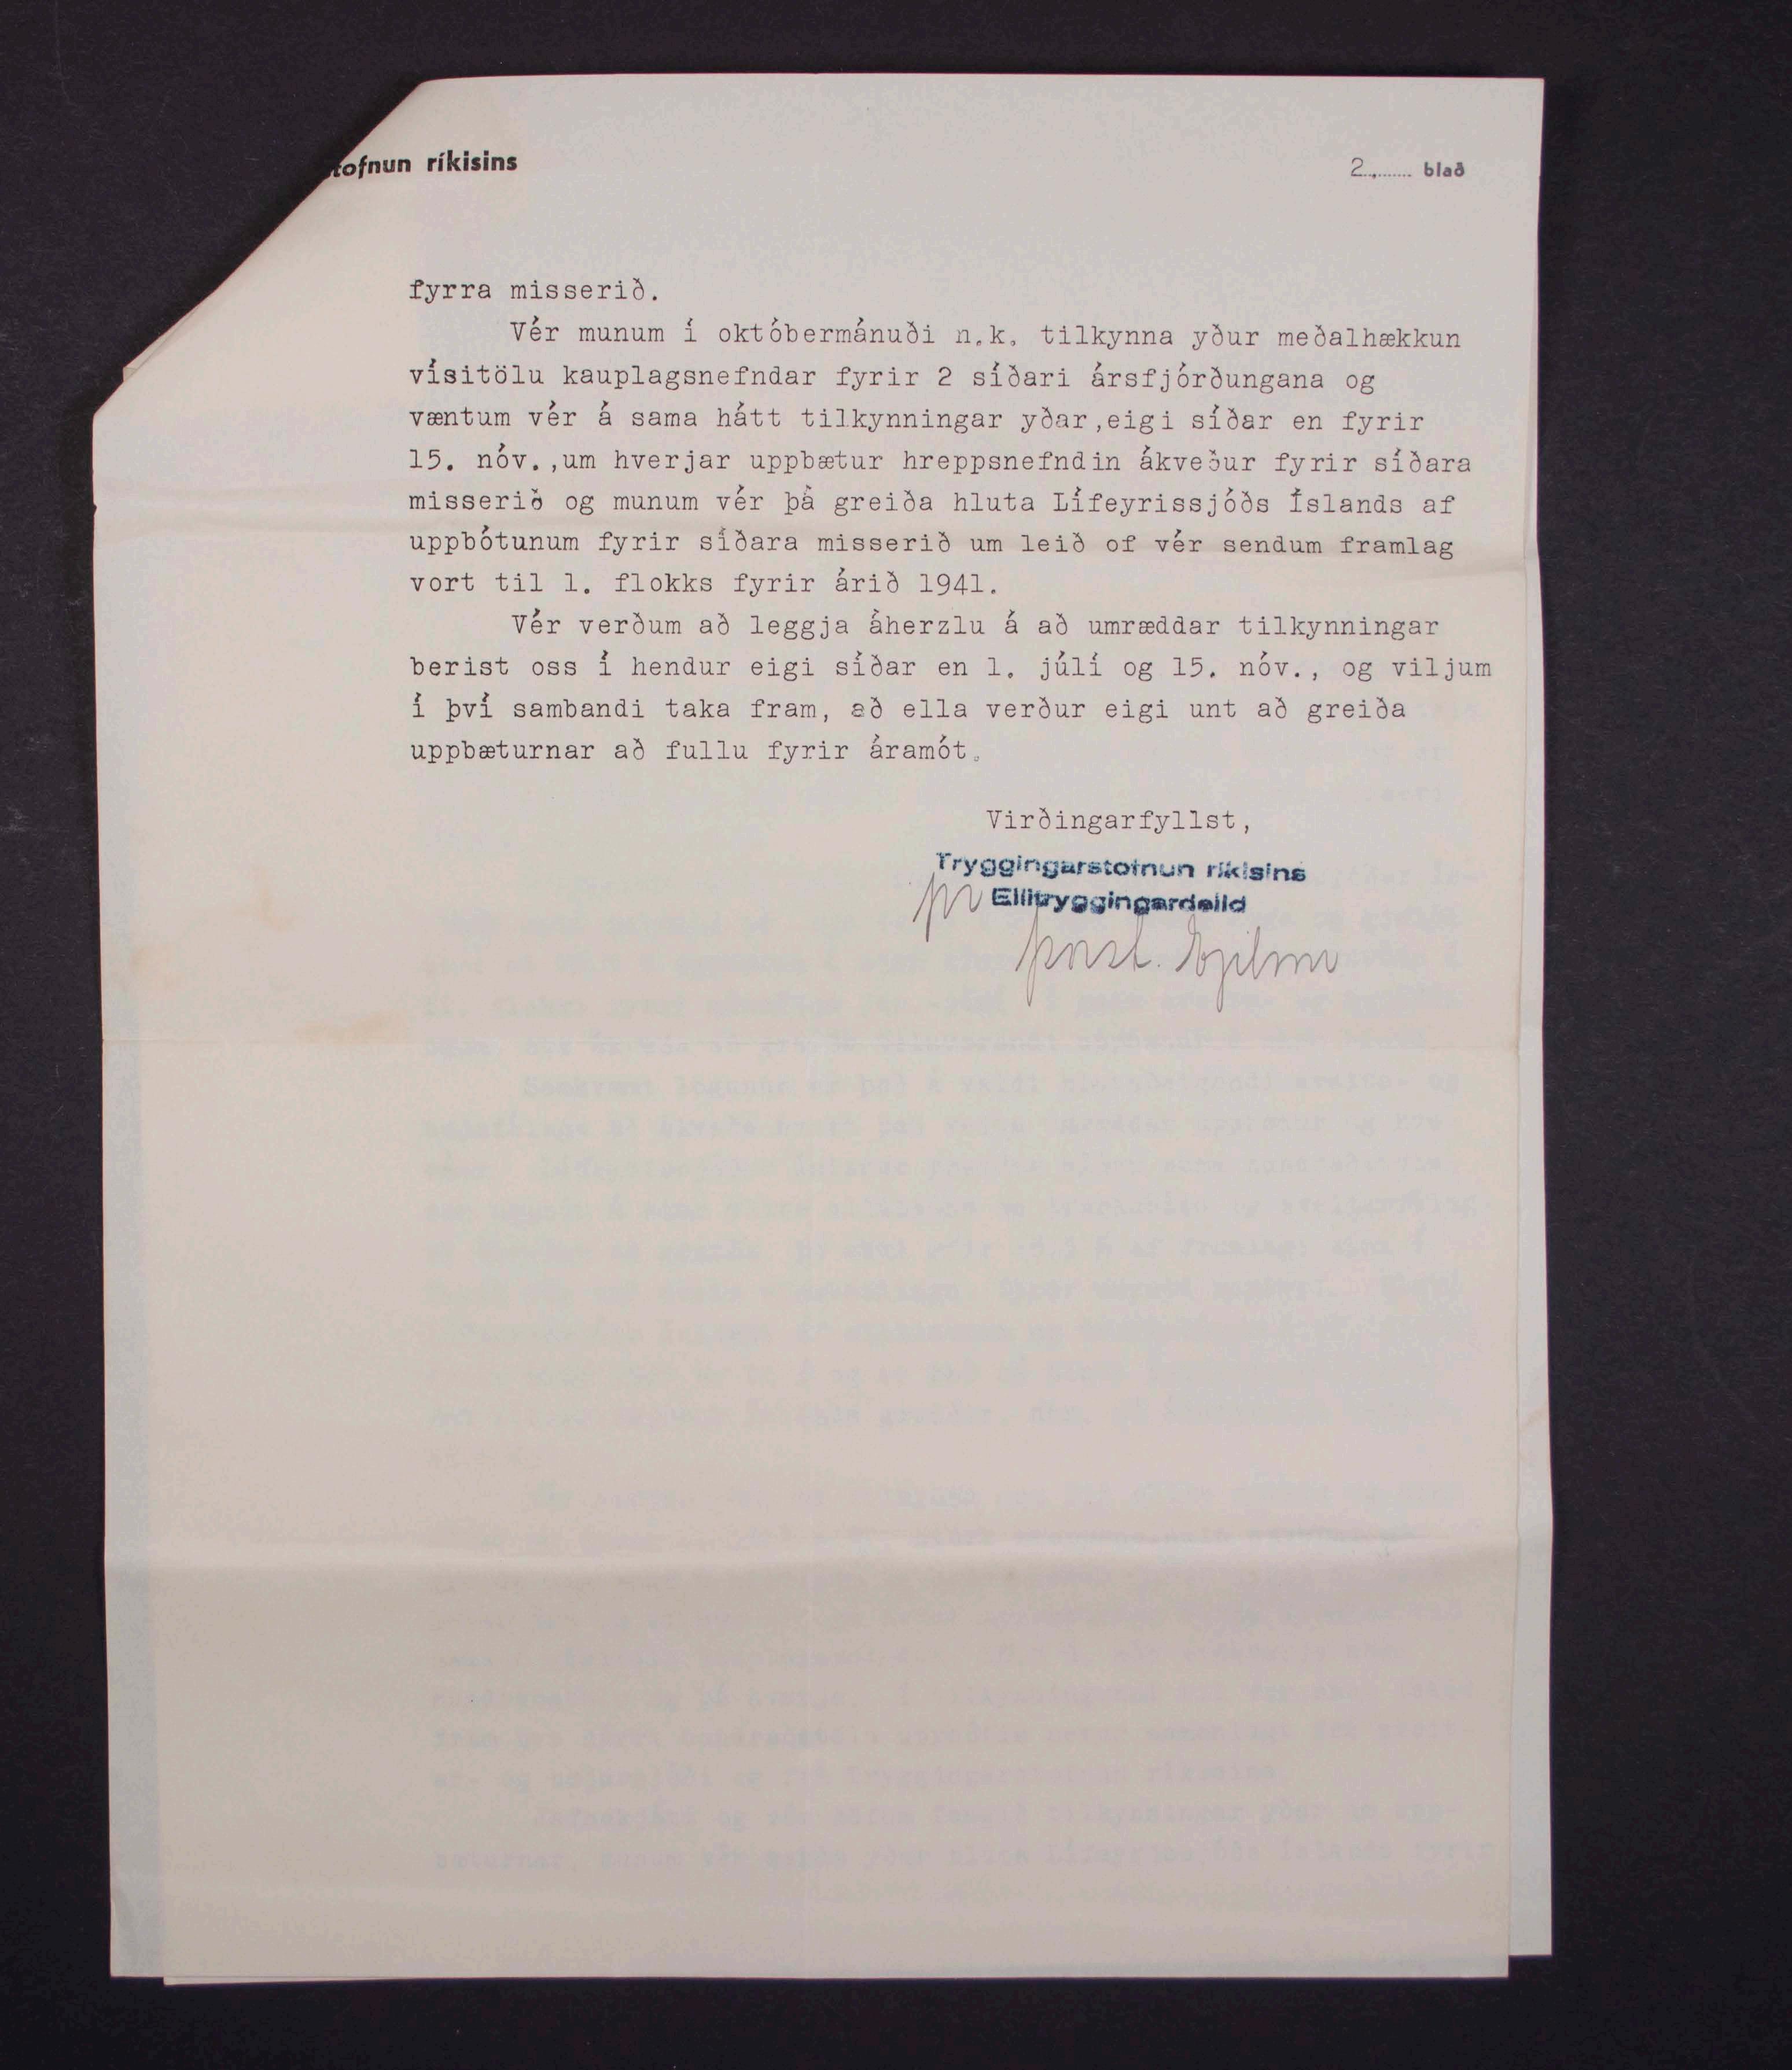 tofnun ríkisins
2. blað
fyrra misserið.
Vér munum í októbermánuði n.k. tilkynna yður meðalhækkun
vísitölu kauplagsnefndar fyrir 2 síðari ársfjórðungana og
væntum vér á sama hátt tilkynningar yðar,eigi síðar en fyrir
15. nóv.,um hverjar uppbætur hreppsnefndin ákveður fyrir síðara
misserið og munum vér þá greiða hluta Lífeyrissjóðs Íslands af
uppbótunum fyrir síðara misserið um leið of vér sendum framlag
vort til 1. flokks fyrir árið 1941.
Vér verðum að leggja áherzlu á að umræddar tilkynningar
berist oss í hendur eigi síðar en 1. júlí og 15. nóv., og viljum
í því sambandi taka fram, að ella verður eigi unt að greiða
uppbæturnar að fullu fyrir áramót.
Virðingarfyllst,
Tryggingarstofnun ríkisins
pr Ellitryggingardeild